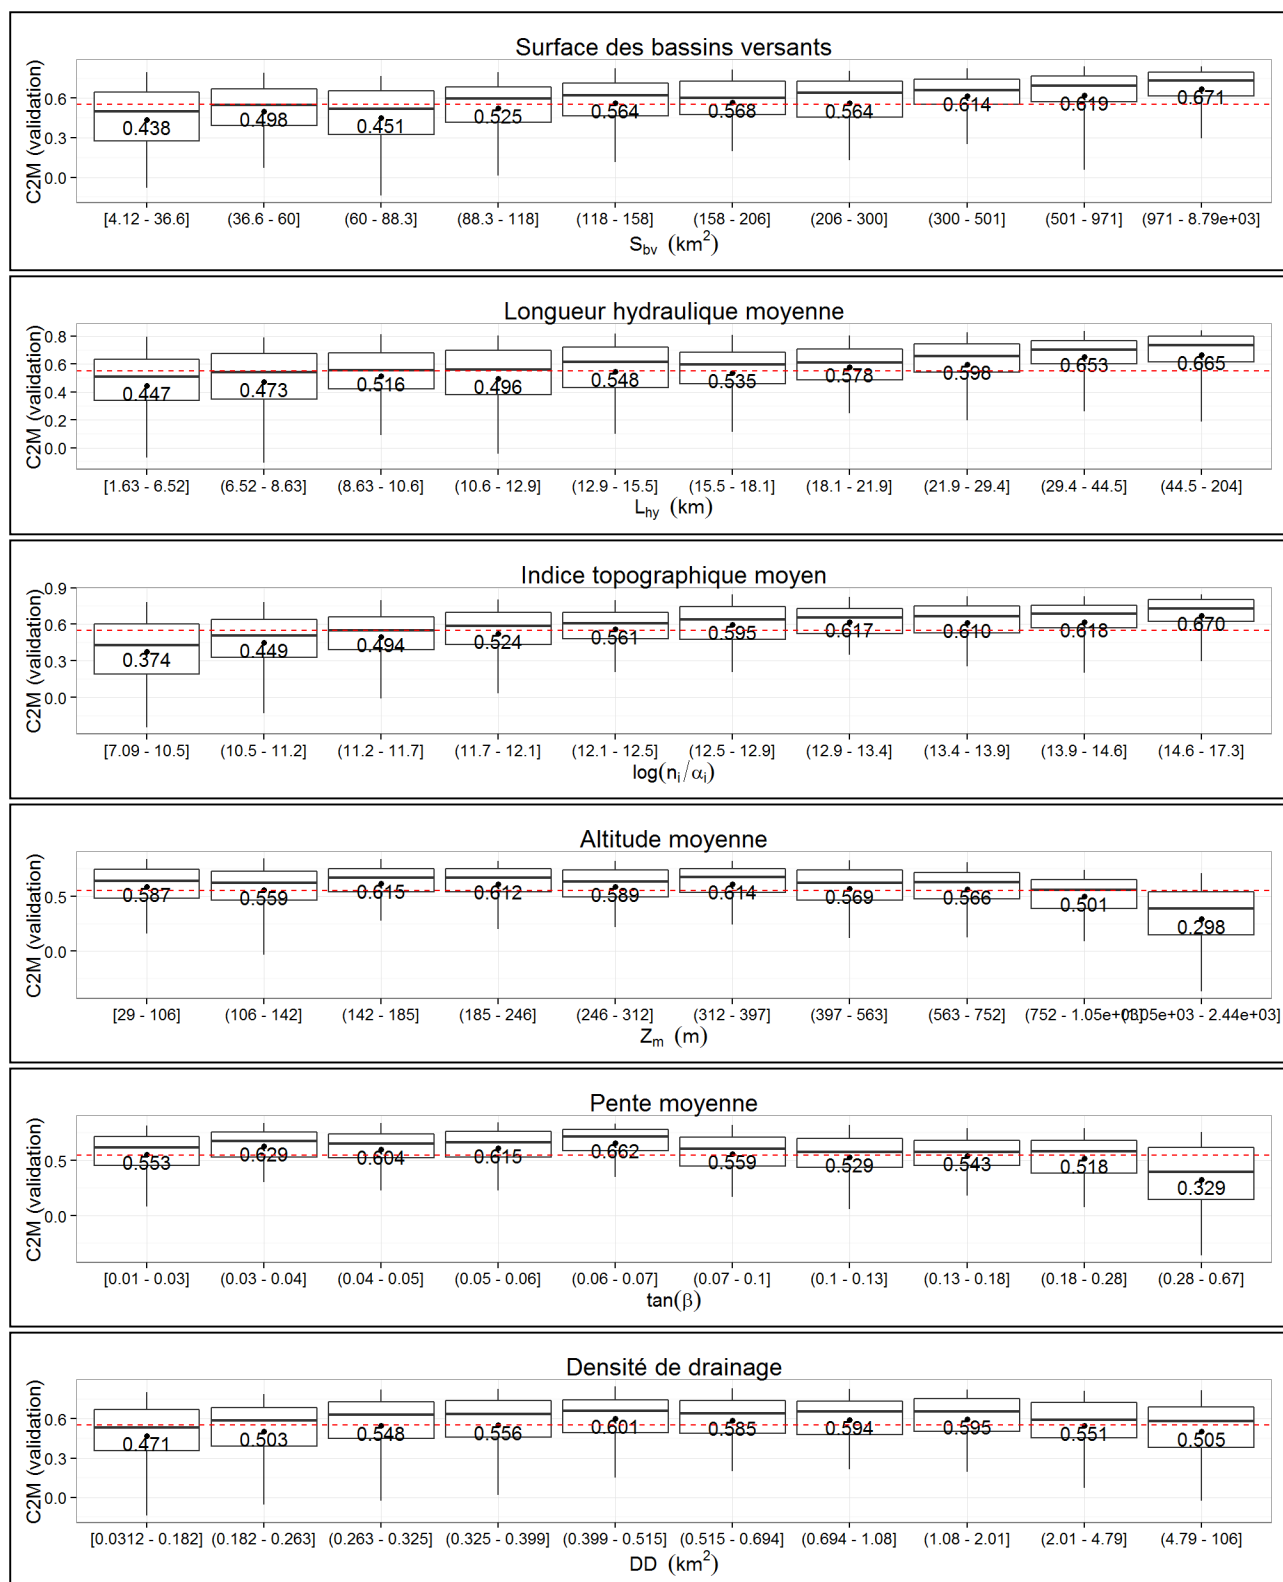 Surface des bassins versants
C2M (validation)
0.6
0.3
0.0
0.438 0.498 0.451 0.525 0.564 0.568 0.564 0.614 0.619 0.671
[4.12 - 36.6] (36.6 - 60] (60 - 88.3] (88.3 - 118] (118 - 158] (158 - 206] (206 - 300] (300 - 501] (501 - 971] (971 - 8.79e+03]
S_bv (km²)
Longueur hydraulique moyenne
C2M (validation)
0.8
0.6
0.4
0.2
0.0
0.447 0.473 0.516 0.496 0.548 0.535 0.578 0.598 0.653 0.665
[1.63 - 6.52] (6.52 - 8.63] (8.63 - 10.6] (10.6 - 12.9] (12.9 - 15.5] (15.5 - 18.1] (18.1 - 21.9] (21.9 - 29.4] (29.4 - 44.5] (44.5 - 204]
L_hy (km)
Indice topographique moyen
C2M (validation)
0.9
0.6
0.3
0.0
0.374 0.449 0.494 0.524 0.561 0.595 0.617 0.610 0.618 0.670
[7.09 - 10.5] (10.5 - 11.2] (11.2 - 11.7] (11.7 - 12.1] (12.1 - 12.5] (12.5 - 12.9] (12.9 - 13.4] (13.4 - 13.9] (13.9 - 14.6] (14.6 - 17.3]
log(n_i/α_i)
Altitude moyenne
C2M (validation)
0.5
0.0
0.587 0.559 0.615 0.612 0.589 0.614 0.569 0.566 0.501 0.298
[29 - 106] (106 - 142] (142 - 185] (185 - 246] (246 - 312] (312 - 397] (397 - 563] (563 - 752] (752 - 1.05e+03] (1.05e+03 - 2.44e+03]
Z_m (m)
Pente moyenne
C2M (validation)
0.5
0.0
0.553 0.629 0.604 0.615 0.662 0.559 0.529 0.543 0.518 0.329
[0.01 - 0.03] (0.03 - 0.04] (0.04 - 0.05] (0.05 - 0.06] (0.06 - 0.07] (0.07 - 0.1] (0.1 - 0.13] (0.13 - 0.18] (0.18 - 0.28] (0.28 - 0.67]
tan(β)
Densité de drainage
C2M (validation)
0.6
0.3
0.0
0.471 0.503 0.548 0.556 0.601 0.585 0.594 0.595 0.551 0.505
[0.0312 - 0.182] (0.182 - 0.263] (0.263 - 0.325] (0.325 - 0.399] (0.399 - 0.515] (0.515 - 0.694] (0.694 - 1.08] (1.08 - 2.01] (2.01 - 4.79] (4.79 - 106]
DD (km²)